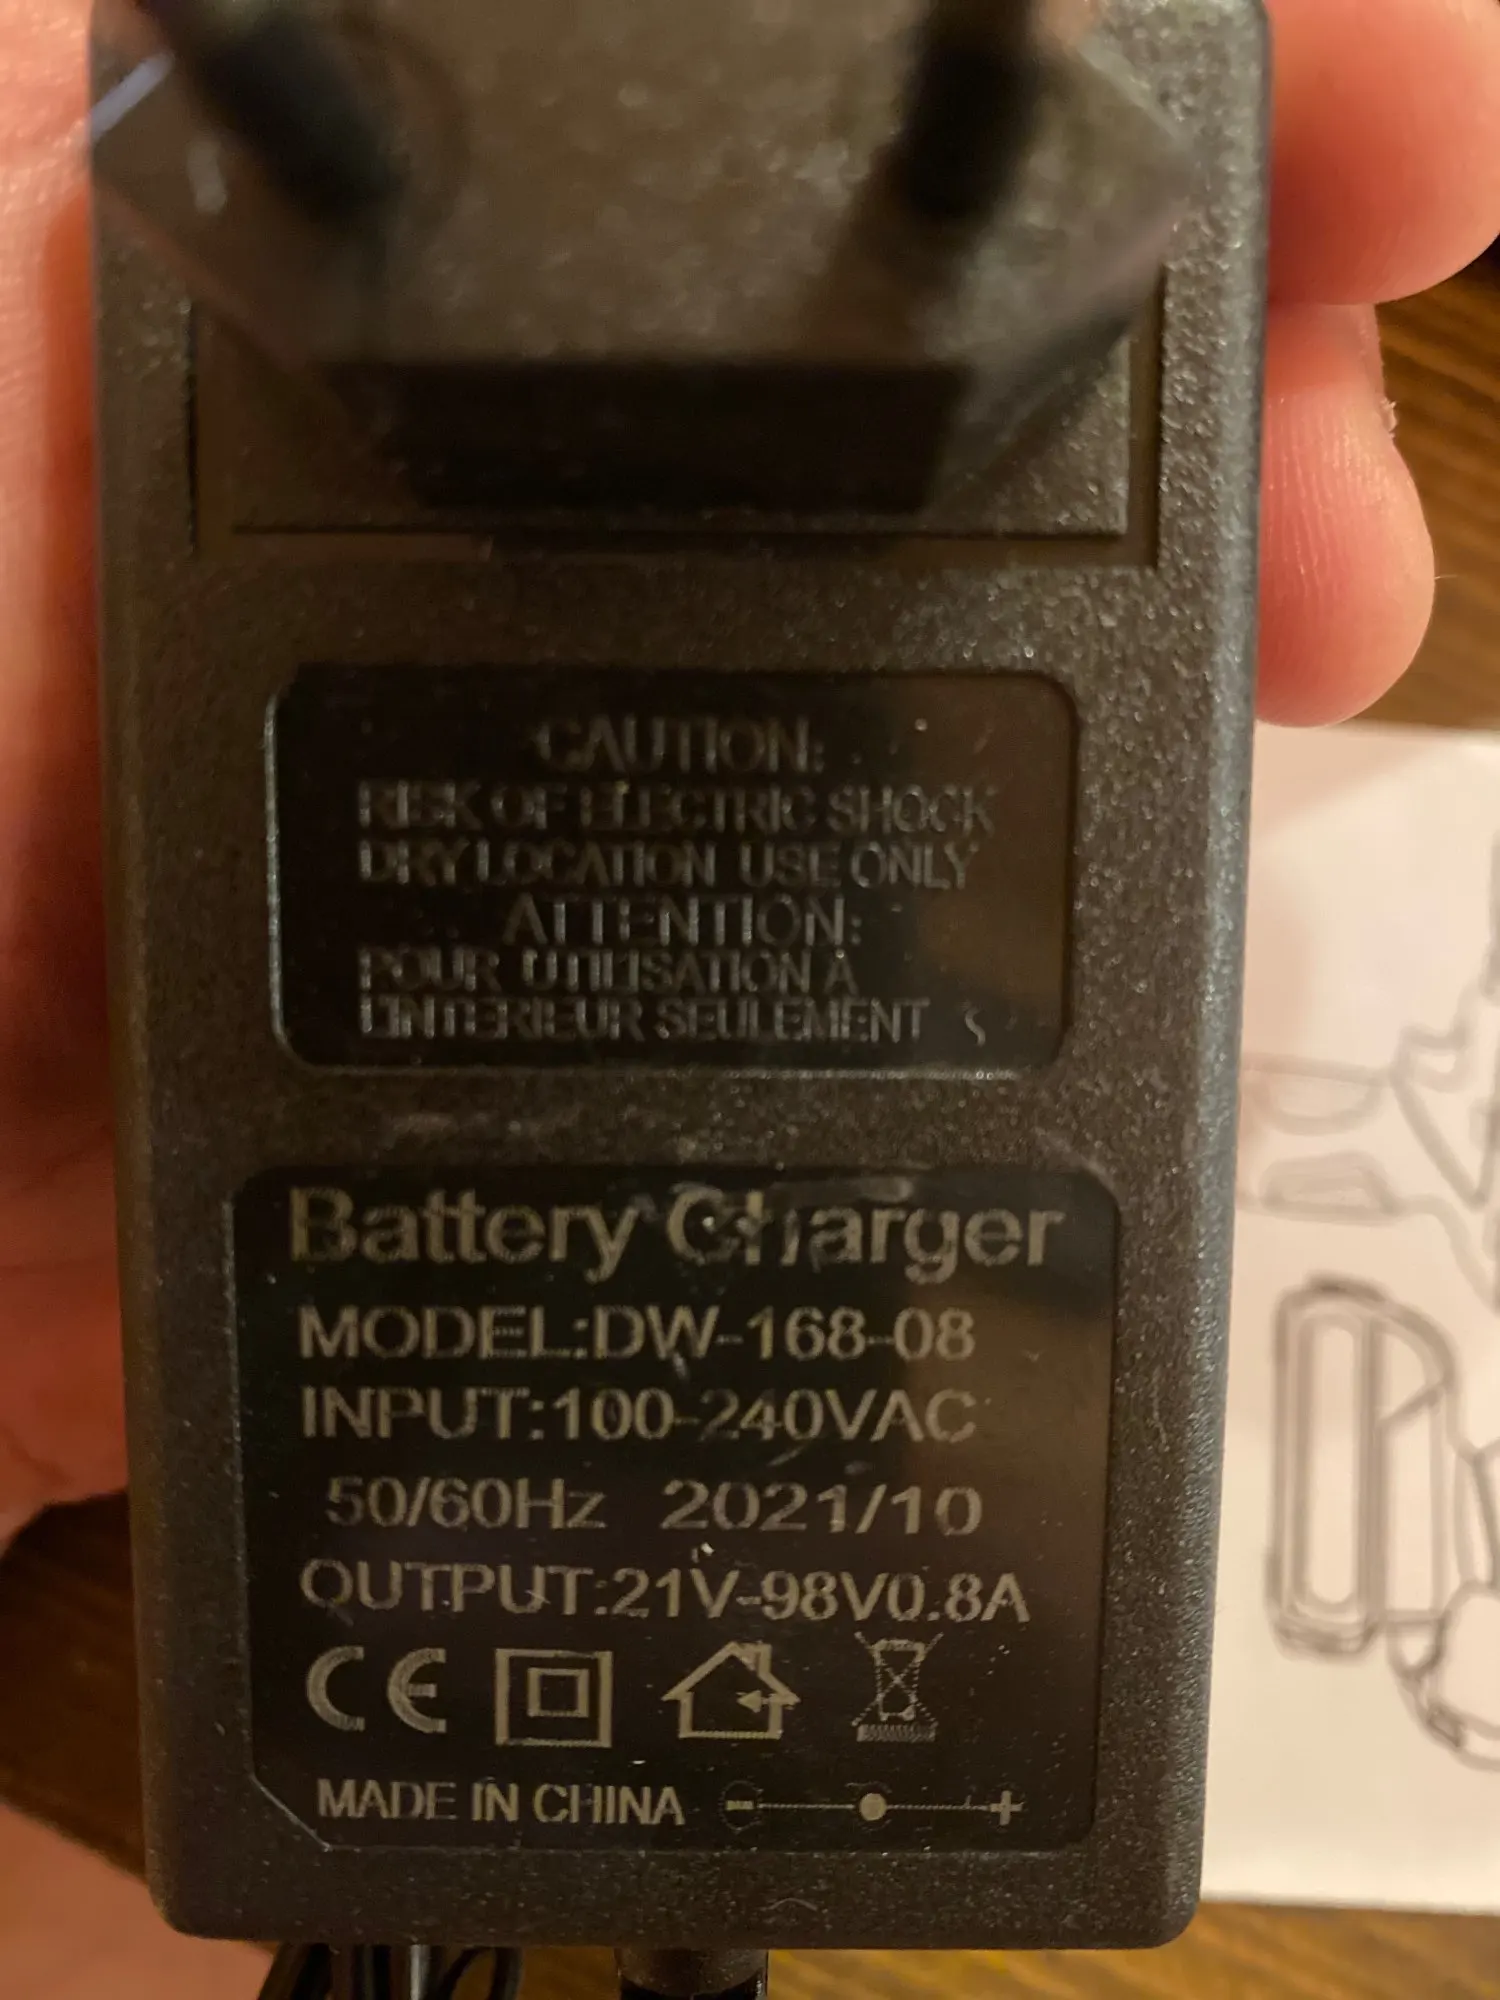 CAUTION:
RISK OF ELECTRIC SHOCK
DRY LOCATION USE ONLY
ATTENTION:
POUR UTILISATION A
L'INTERIEUR SEULEMENT
Battery Charger
MODEL:DW-168-08
INPUT:100-240VAC
50/60Hz 2021/10
OUTPUT:21V-98V0.8A
CE
MADE IN CHINA - +